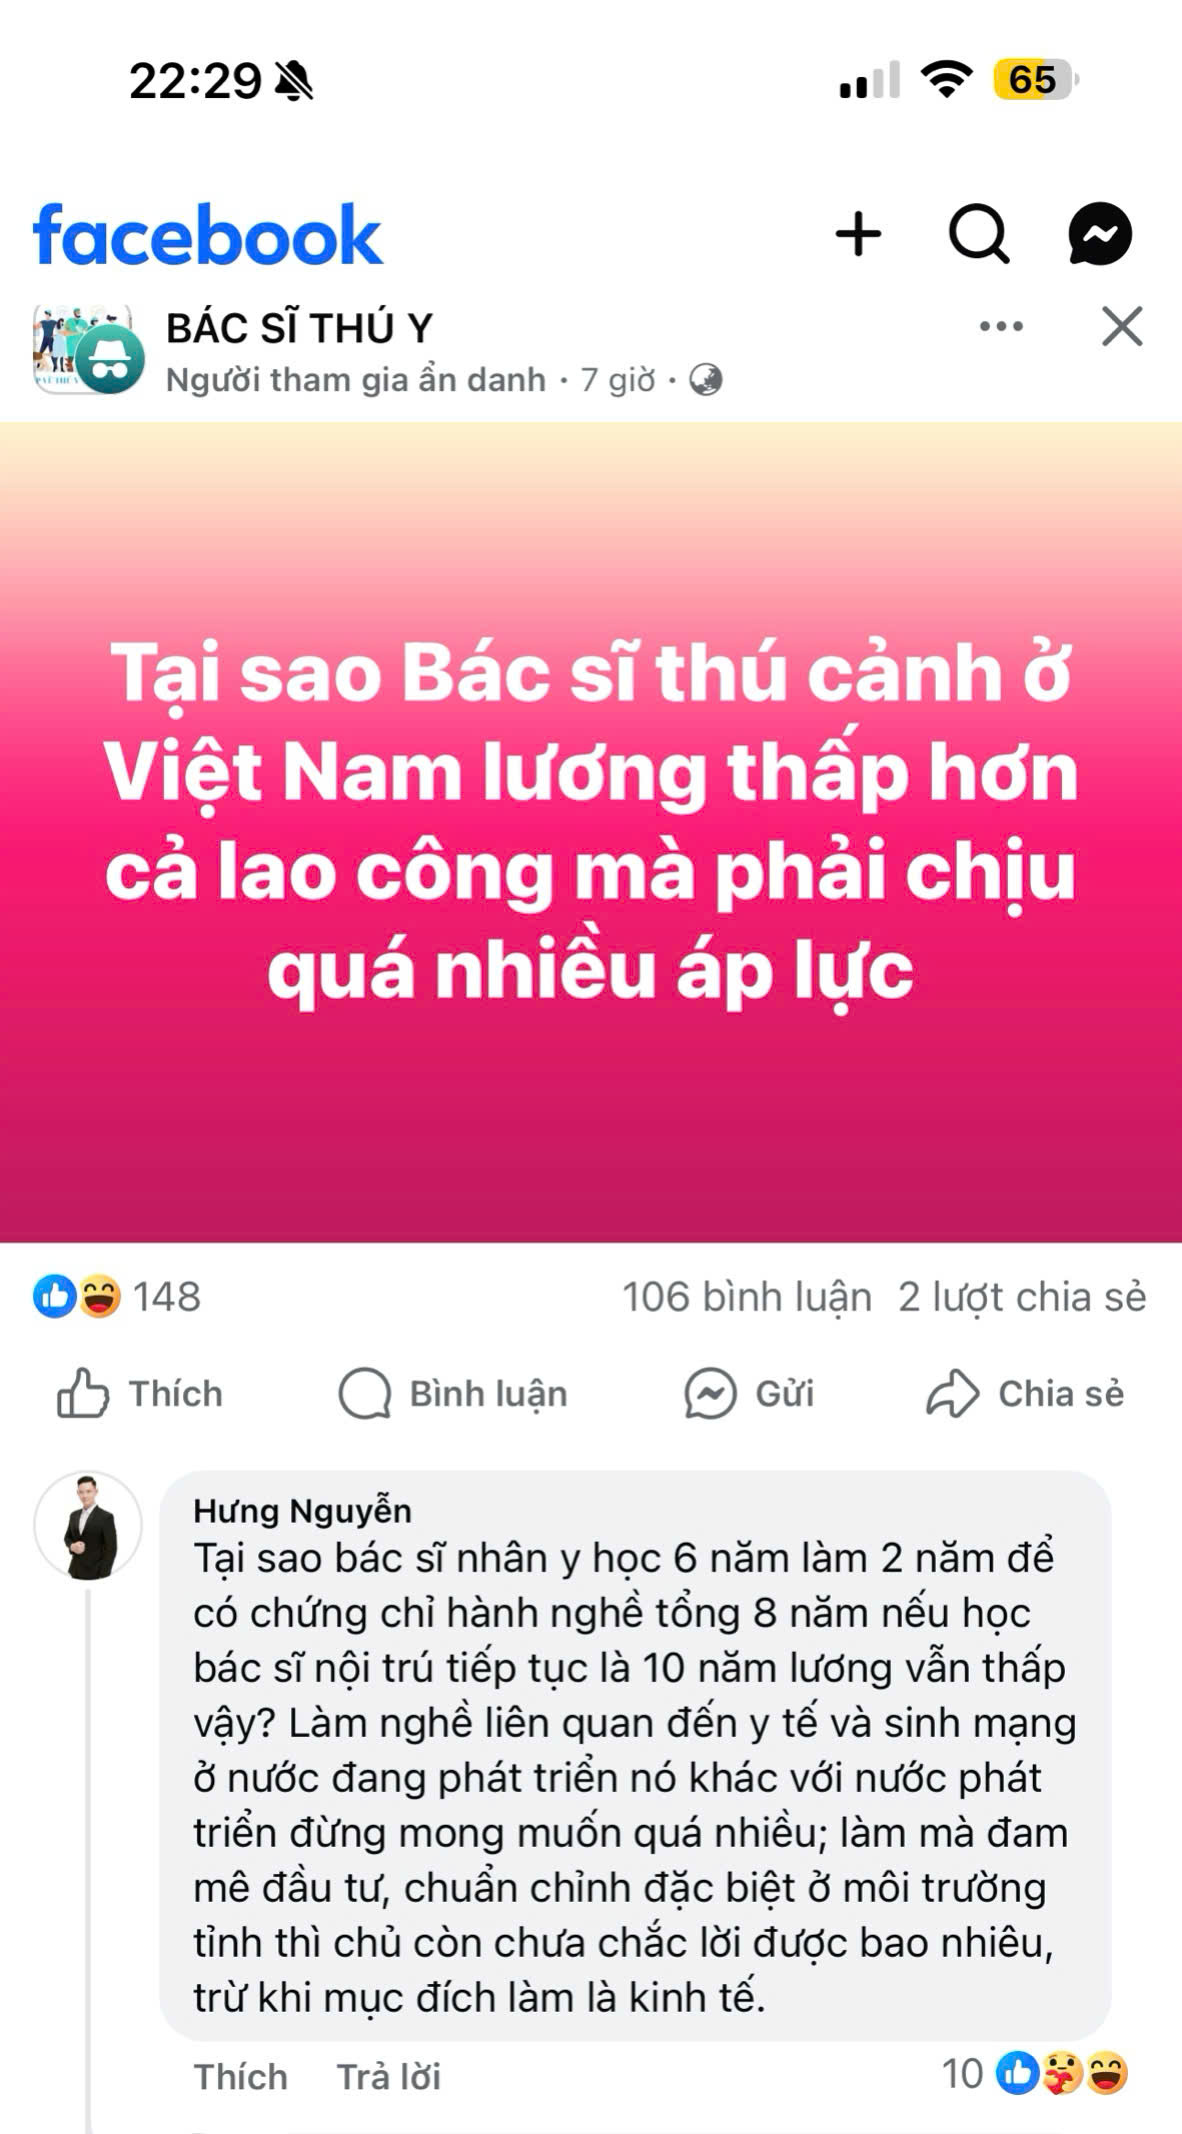 22:29
65
facebook
BÁC SĨ THÚ Y
Người tham gia ẩn danh · 7 giờ ·
Tại sao Bác sĩ thú cảnh ở
Việt Nam lương thấp hơn
cả lao công mà phải chịu
quá nhiều áp lực
148
106 bình luận 2 lượt chia sẻ
Thích
Bình luận
Gửi
Chia sẻ
Hưng Nguyễn
Tại sao bác sĩ nhân y học 6 năm làm 2 năm để
có chứng chỉ hành nghề tổng 8 năm nếu học
bác sĩ nội trú tiếp tục là 10 năm lương vẫn thấp
vậy? Làm nghề liên quan đến y tế và sinh mạng
ở nước đang phát triển nó khác với nước phát
triển đừng mong muốn quá nhiều; làm mà đam
mê đầu tư, chuẩn chỉnh đặc biệt ở môi trường
tỉnh thì chủ còn chưa chắc lời được bao nhiêu,
trừ khi mục đích làm là kinh tế.
Thích
Trả lời
10